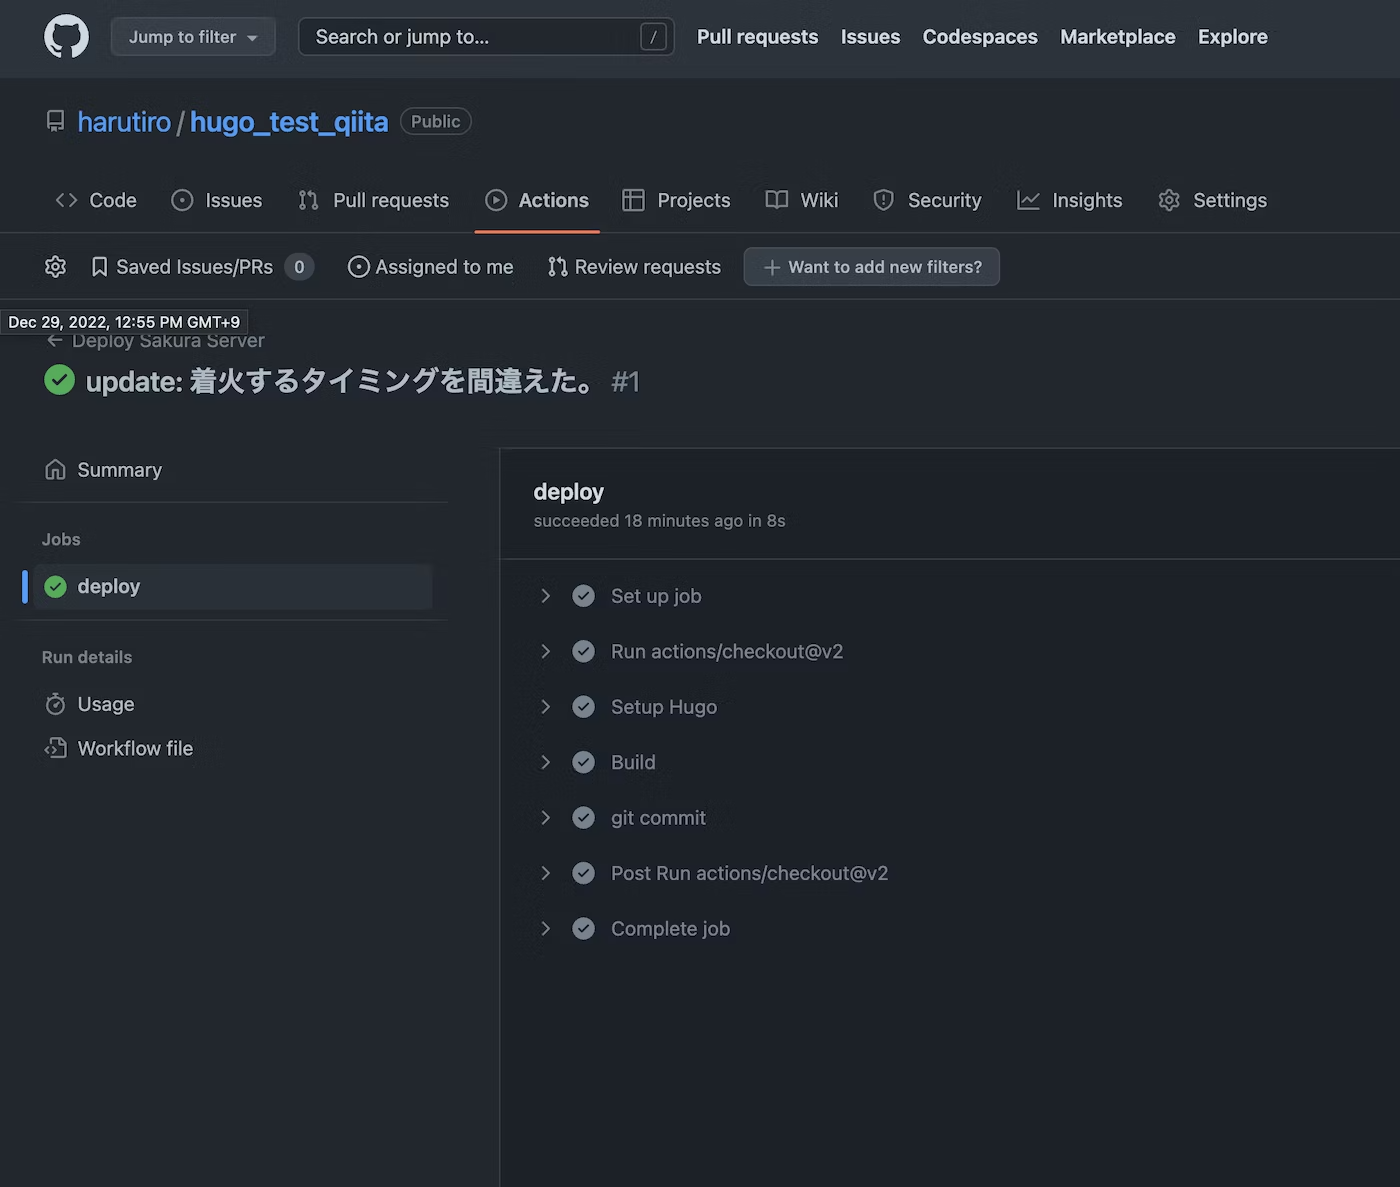 Jump to filter
Search or jump to... /
Pull requests Issues Codespaces Marketplace Explore
harutiro / hugo_test_qiita Public
Code Issues Pull requests Actions Projects Wiki Security Insights Settings
Saved Issues/PRs 0 Assigned to me Review requests Want to add new filters?
Dec 29, 2022, 12:55 PM GMT+9
← Deploy Sakura Server
update: 着火するタイミングを間違えた。 #1
Summary
Jobs
deploy
Run details
Usage
Workflow file
deploy
succeeded 18 minutes ago in 8s
Set up job
Run actions/checkout@v2
Setup Hugo
Build
git commit
Post Run actions/checkout@v2
Complete job